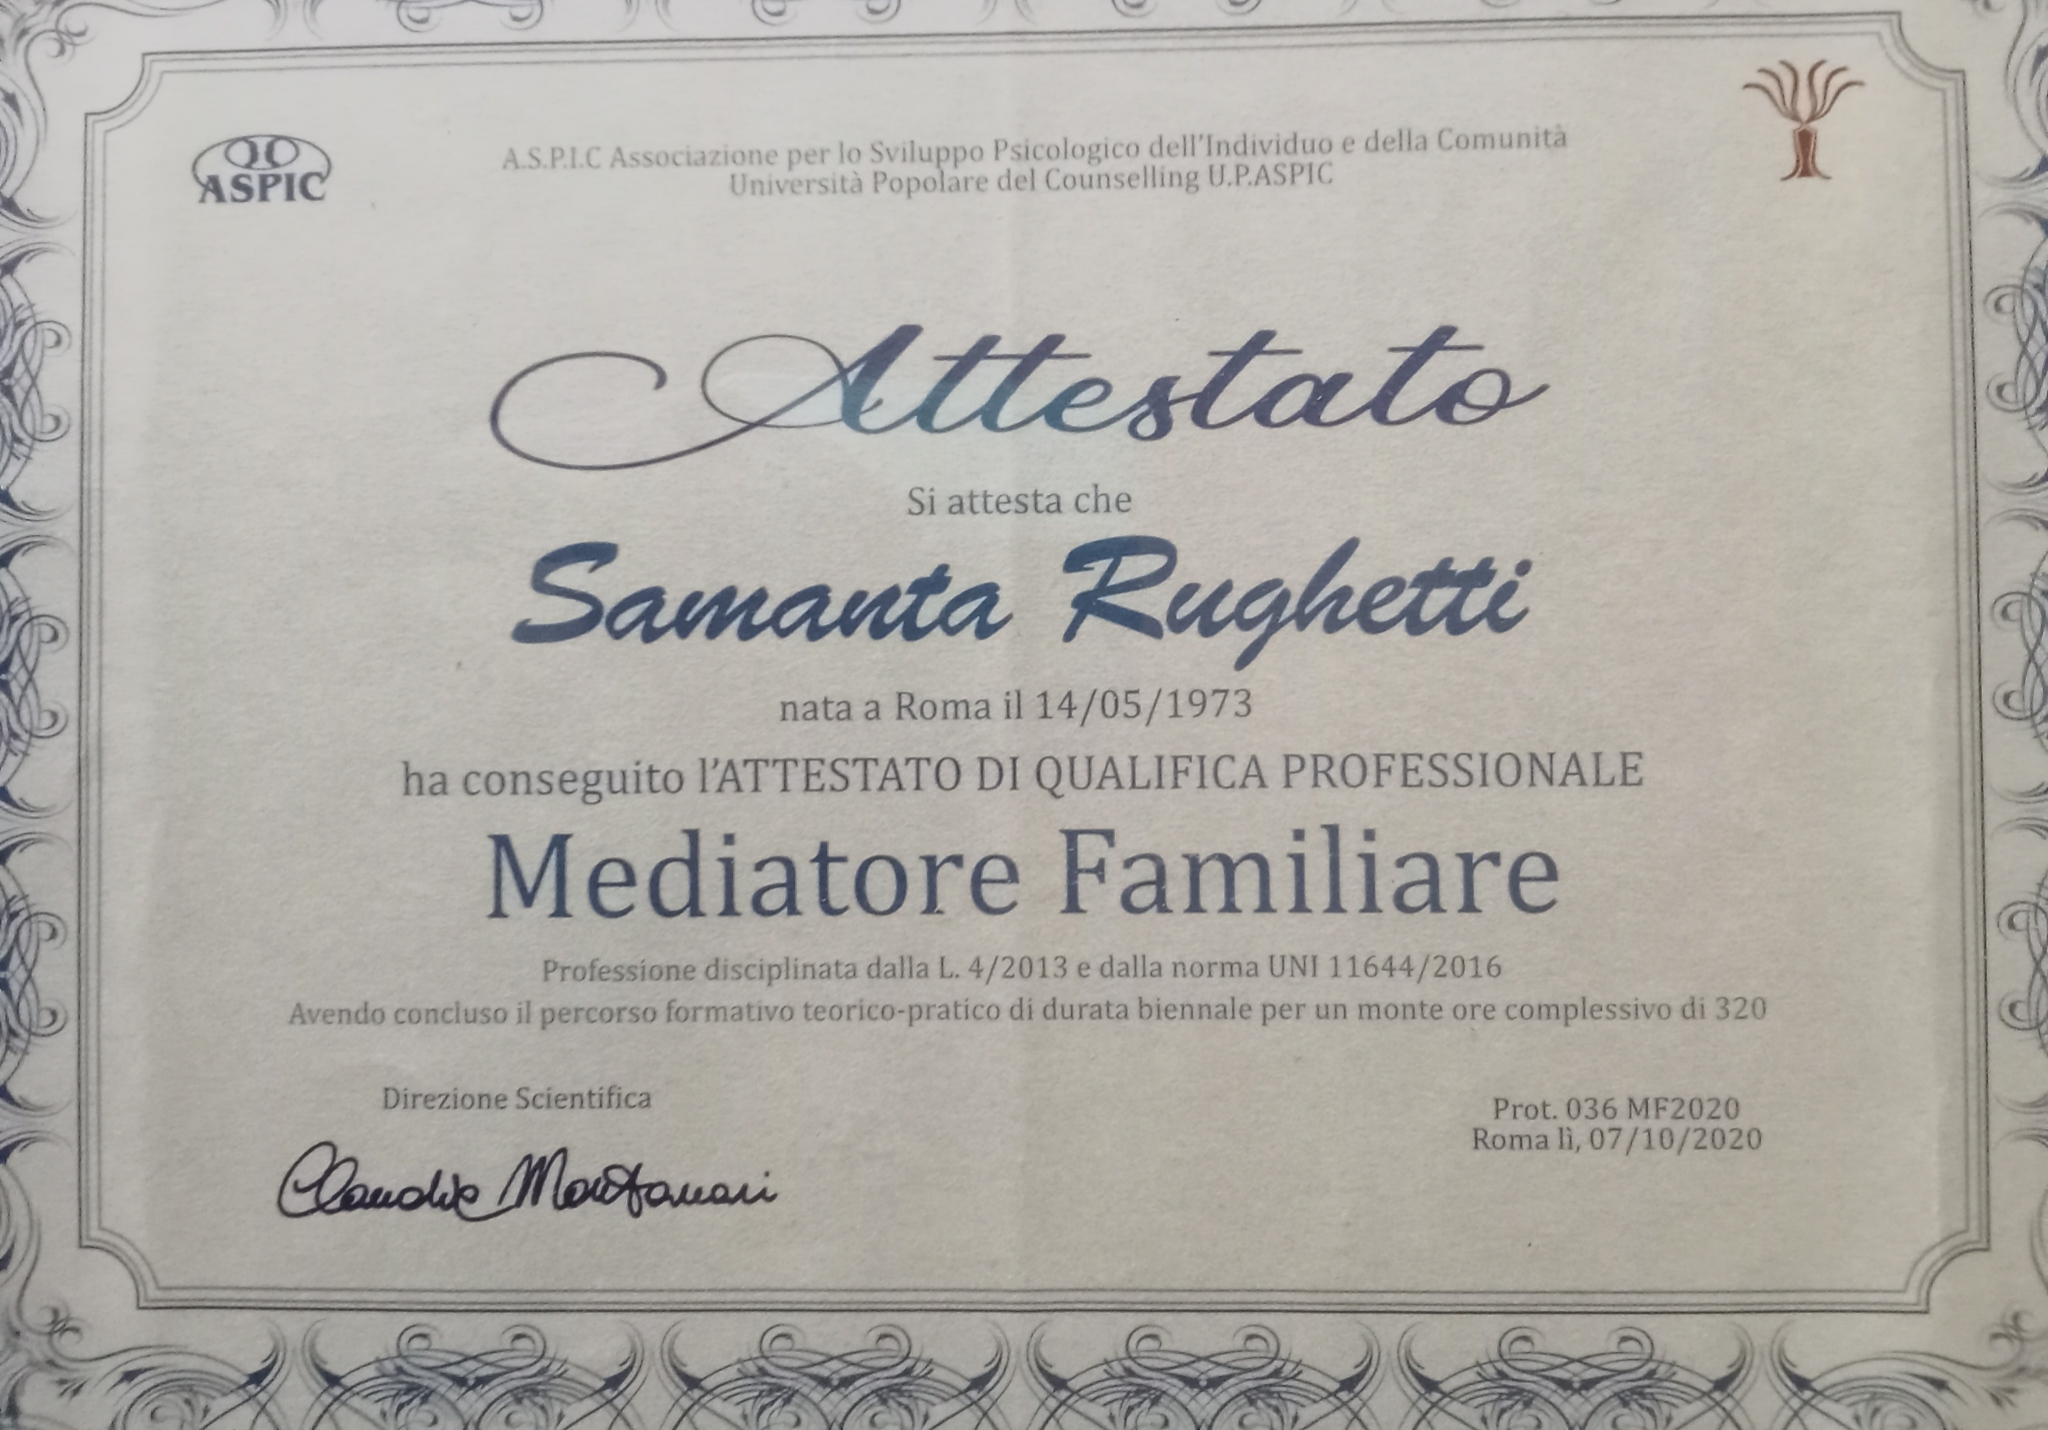 ASPIC
A.S.P.I.C Associazione per lo Sviluppo Psicologico dell'Individuo e della Comunità
Università Popolare del Counselling U.P.ASPIC
Attestato
Si attesta che
Samanta Rughetti
nata a Roma il 14/05/1973
ha conseguito l'ATTESTATO DI QUALIFICA PROFESSIONALE
Mediatore Familiare
Professione disciplinata dalla L. 4/2013 e dalla norma UNI 11644/2016
Avendo concluso il percorso formativo teorico-pratico di durata biennale per un monte ore complessivo di 320
Direzione Scientifica
Claudia Montanari
Prot. 036 MF2020
Roma lì, 07/10/2020